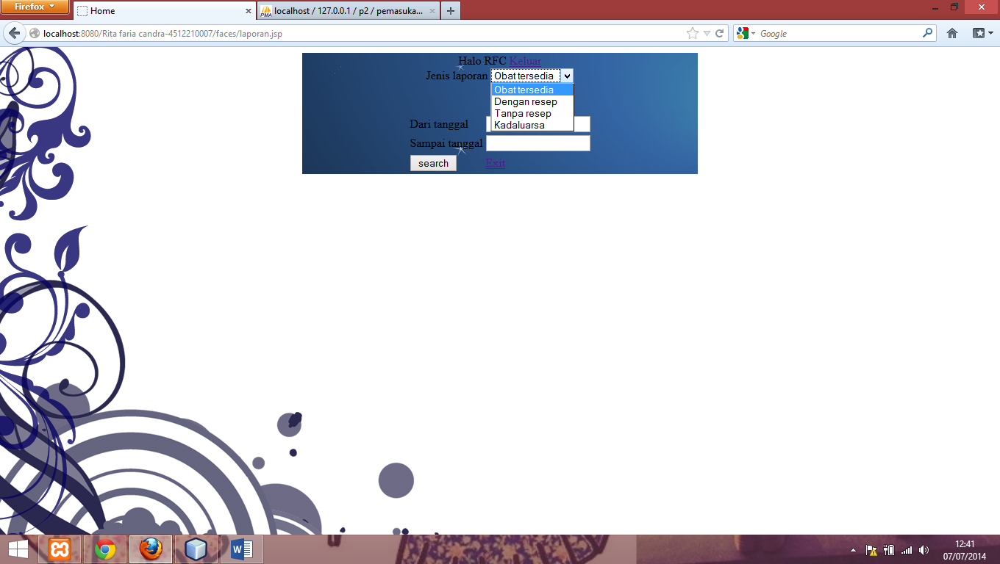 Firefox
Home
localhost / 127.0.0.1 / p2 / pemasuka...
localhost:8080/Rita faria candra-4512210007/faces/laporan.jsp
Google
Halo RFC Keluar
Jenis laporan Obat tersedia
Obat tersedia
Dengan resep
Tanpa resep
Kadaluarsa
Dari tanggal
Sampai tanggal
search Exit
12:41
07/07/2014